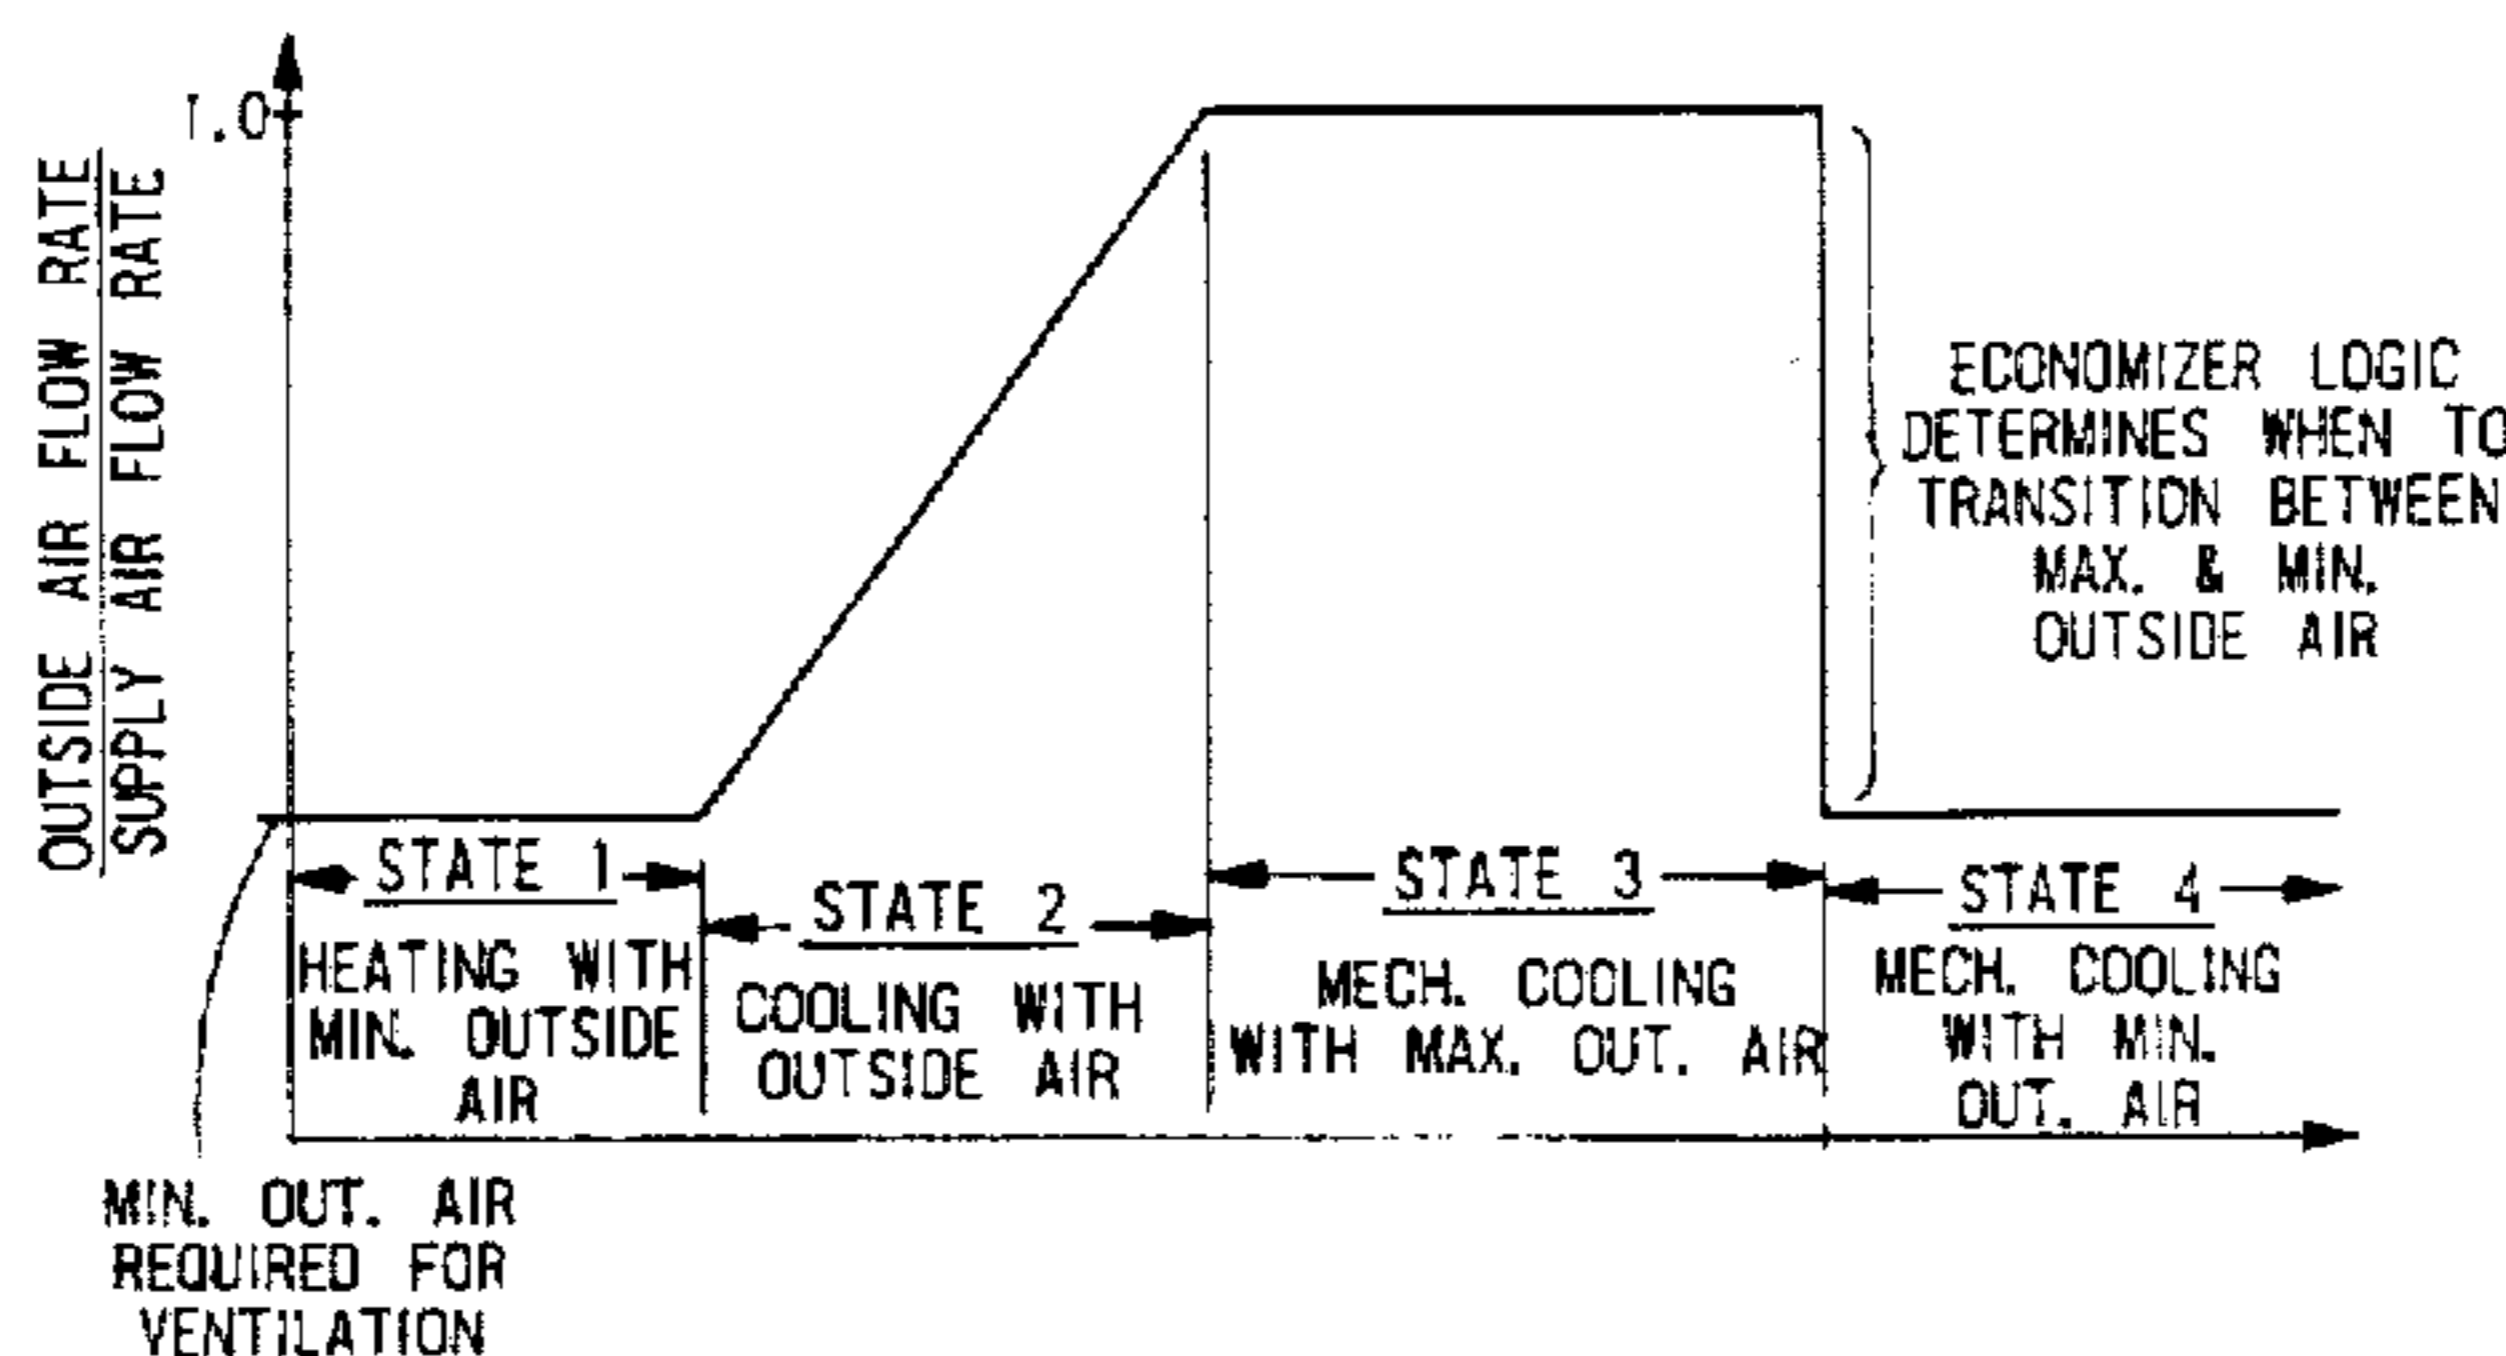 1.0
OUTSIDE AIR FLOW RATE
SUPPLY AIR FLOW RATE
ECONOMIZER LOGIC
DETERMINES WHEN TO
TRANSITION BETWEEN
MAX. & MIN.
OUTSIDE AIR
STATE 1
HEATING WITH
MIN. OUTSIDE
AIR
STATE 2
COOLING WITH
OUTSIDE AIR
STATE 3
MECH. COOLING
WITH MAX. OUT. AIR
STATE 4
MECH. COOLING
WITH MIN.
OUT. AIR
MIN. OUT. AIR
REQUIRED FOR
VENTILATION